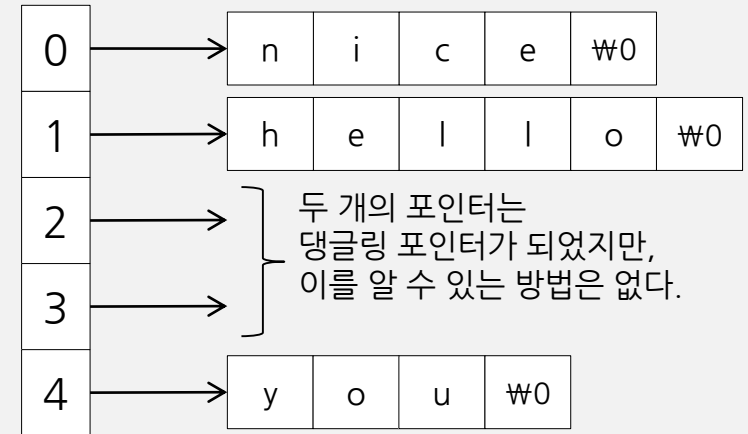 0 n i c e ₩0
1 h e l l o ₩0
2 두 개의 포인터는
댕글링 포인터가 되었지만,
3 이를 알 수 있는 방법은 없다.
4 y o u ₩0